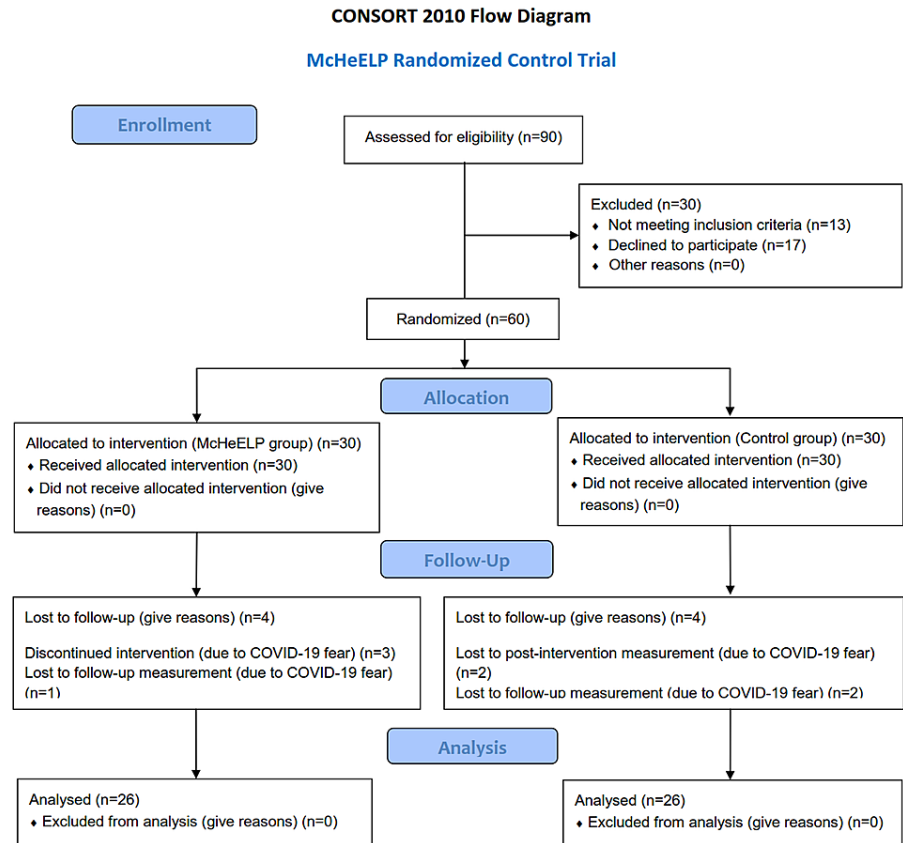 CONSORT 2010 Flow Diagram
McHeELP Randomized Control Trial
Enrollment
Assessed for eligibility (n=90)
Excluded (n=30)
♦ Not meeting inclusion criteria (n=13)
♦ Declined to participate (n=17)
♦ Other reasons (n=0)
Randomized (n=60)
Allocation
Allocated to intervention (McHeELP group) (n=30)
♦ Received allocated intervention (n=30)
♦ Did not receive allocated intervention (give
reasons) (n=0)
Allocated to intervention (Control group) (n=30)
♦ Received allocated intervention (n=30)
♦ Did not receive allocated intervention (give
reasons) (n=0)
Follow-Up
Lost to follow-up (give reasons) (n=4)
Discontinued intervention (due to COVID-19 fear) (n=3)
Lost to follow-up measurement (due to COVID-19 fear)
(n=1)
Lost to follow-up (give reasons) (n=4)
Lost to post-intervention measurement (due to COVID-19 fear)
(n=2)
Lost to follow-up measurement (due to COVID-19 fear) (n=2)
Analysis
Analysed (n=26)
♦ Excluded from analysis (give reasons) (n=0)
Analysed (n=26)
♦ Excluded from analysis (give reasons) (n=0)